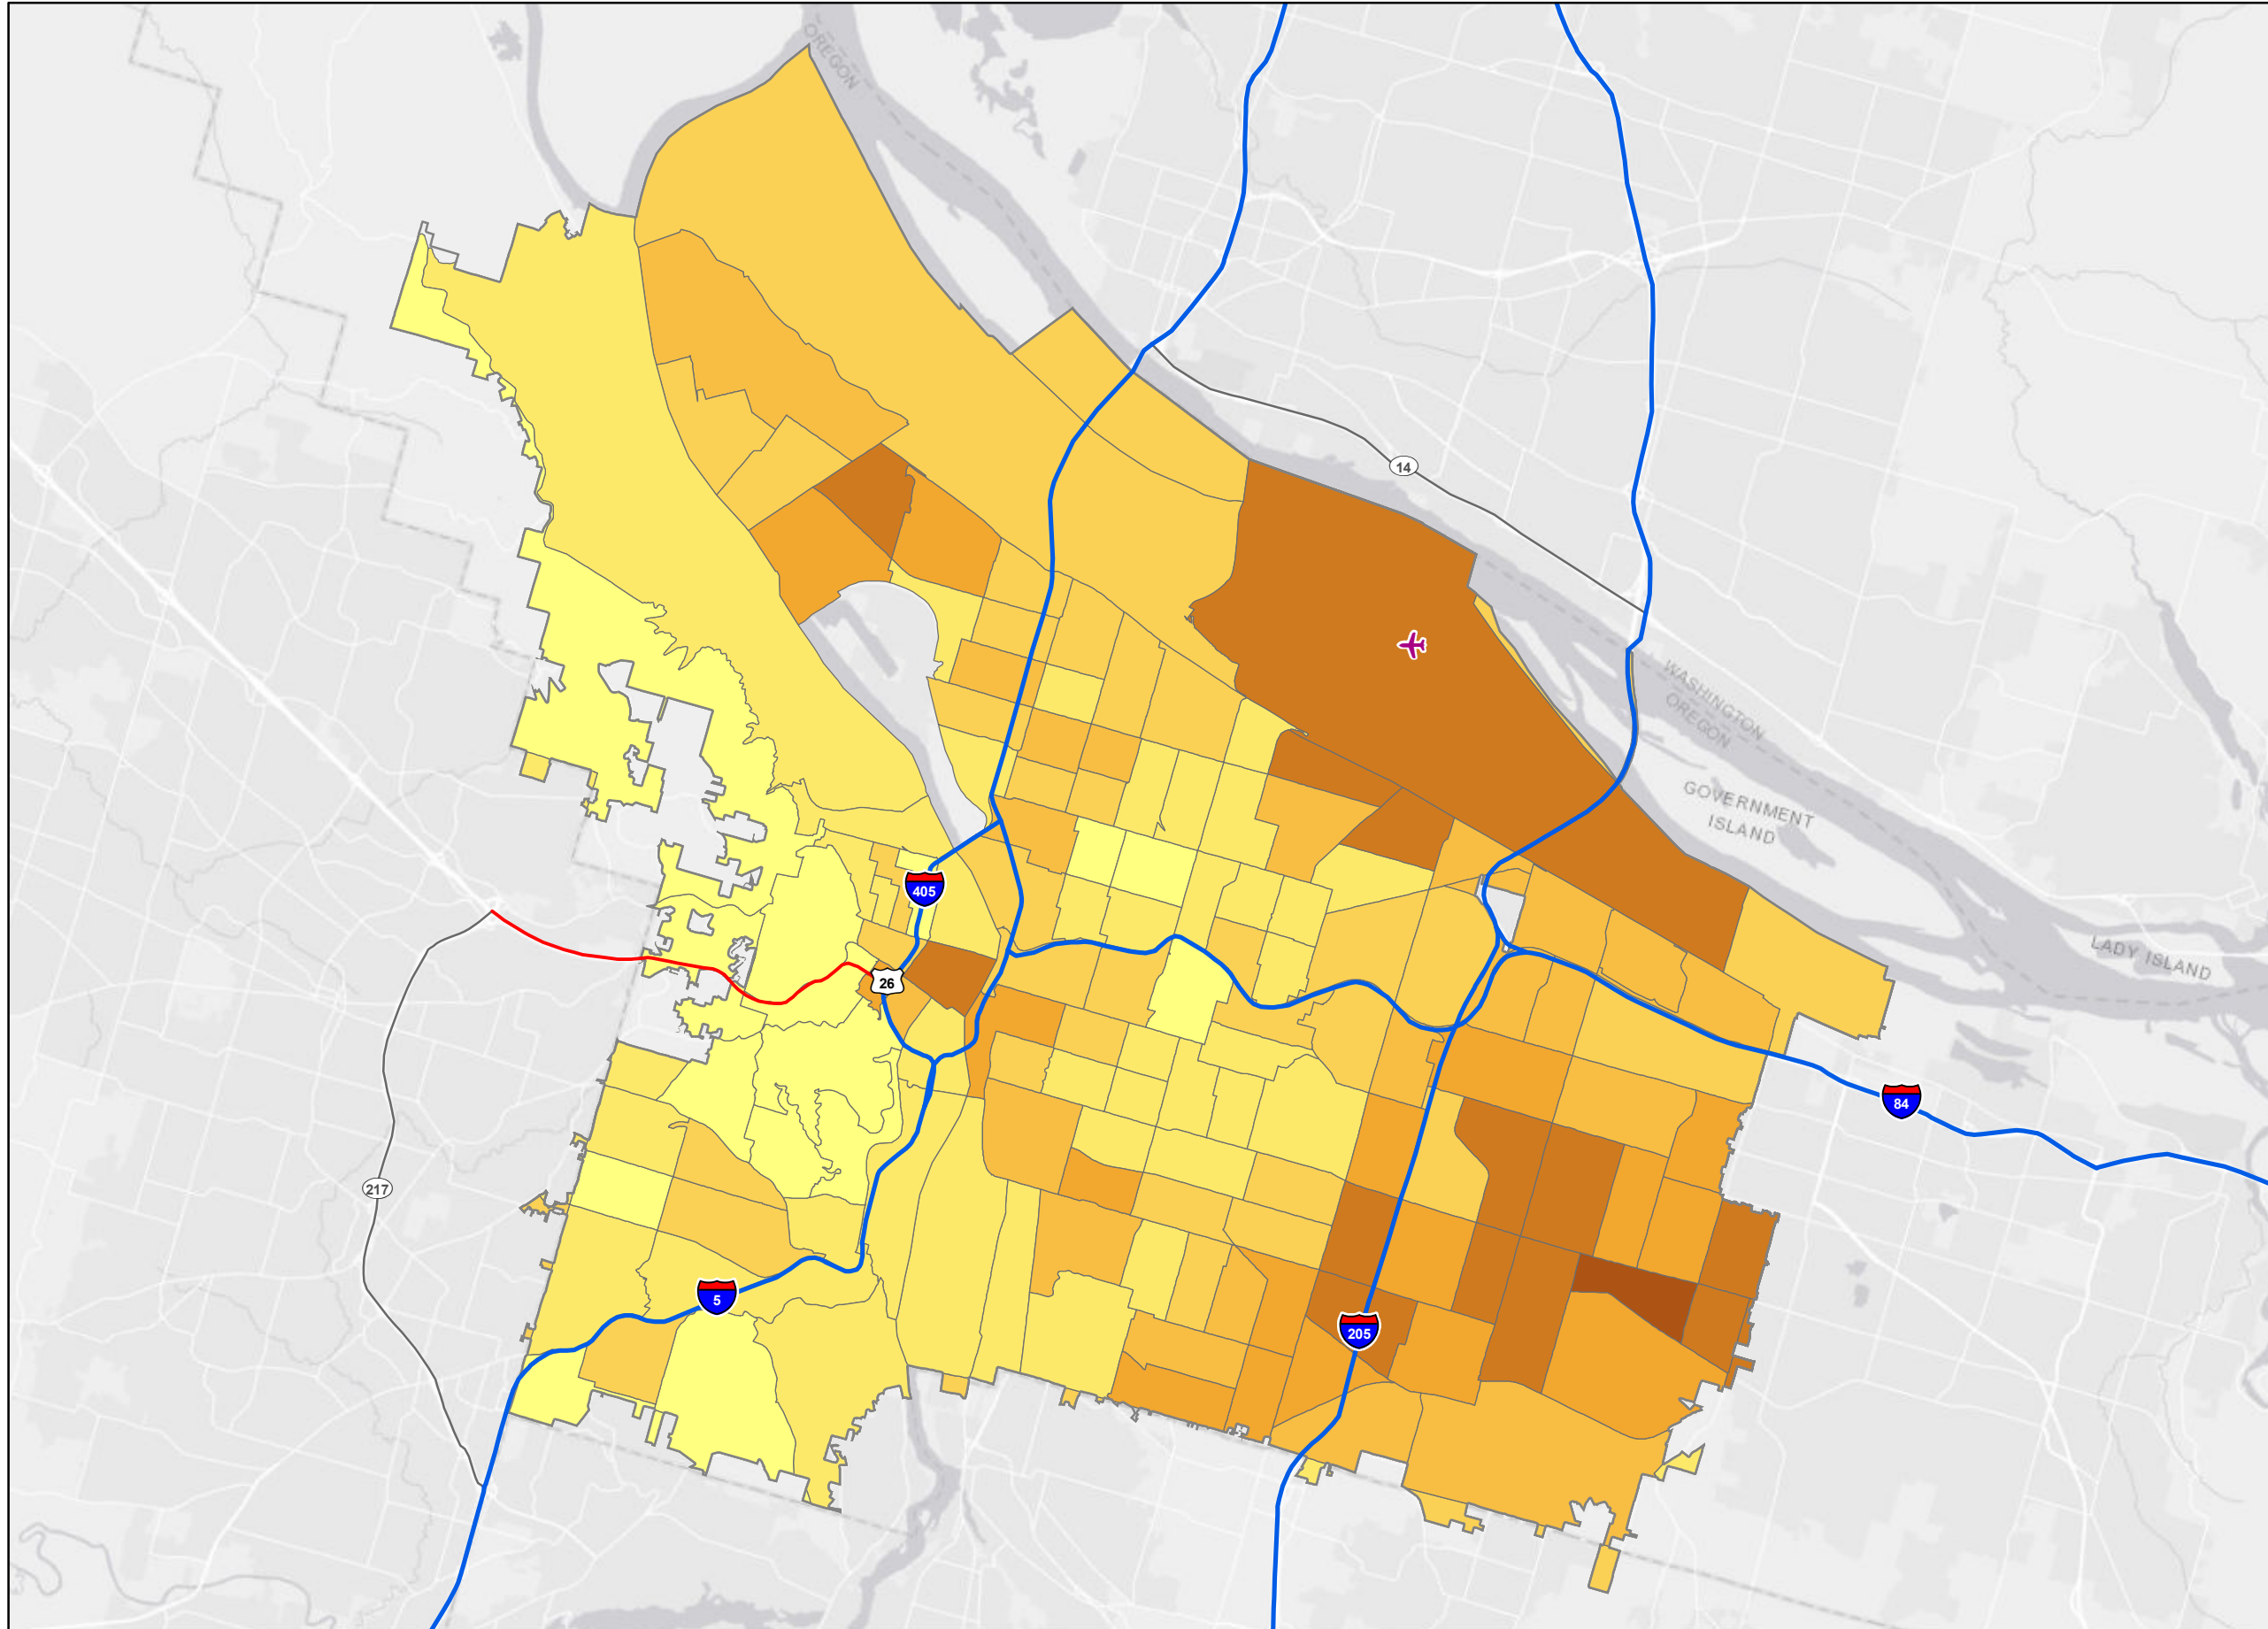 OREGON
14
WASHINGTON
OREGON
GOVERNMENT
ISLAND
405
LADY ISLAND
26
84
217
5
205